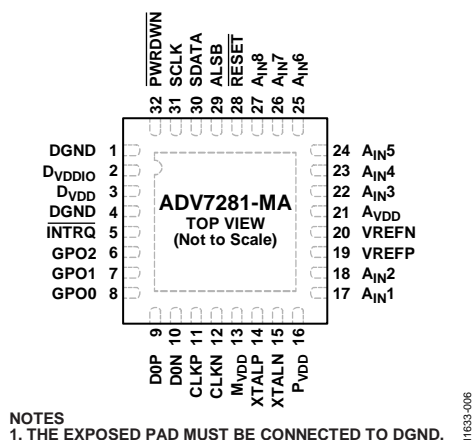 32 PWRDWN
31 SCLK
30 SDATA
29 ALSB
28 RESET
27 AIN8
26 AIN7
25 AIN6
DGND 1
DVDDIO 2
DVDD 3
DGND 4
INTRQ 5
GPO2 6
GPO1 7
GPO0 8
ADV7281-MA
TOP VIEW
(Not to Scale)
24 AIN5
23 AIN4
22 AIN3
21 AVDD
20 VREFN
19 VREFP
18 AIN2
17 AIN1
D0P 9
D0N 10
CLKP 11
CLKN 12
MVDD 13
XTALP 14
XTALN 15
PVDD 16
NOTES
1. THE EXPOSED PAD MUST BE CONNECTED TO DGND.
11633-006